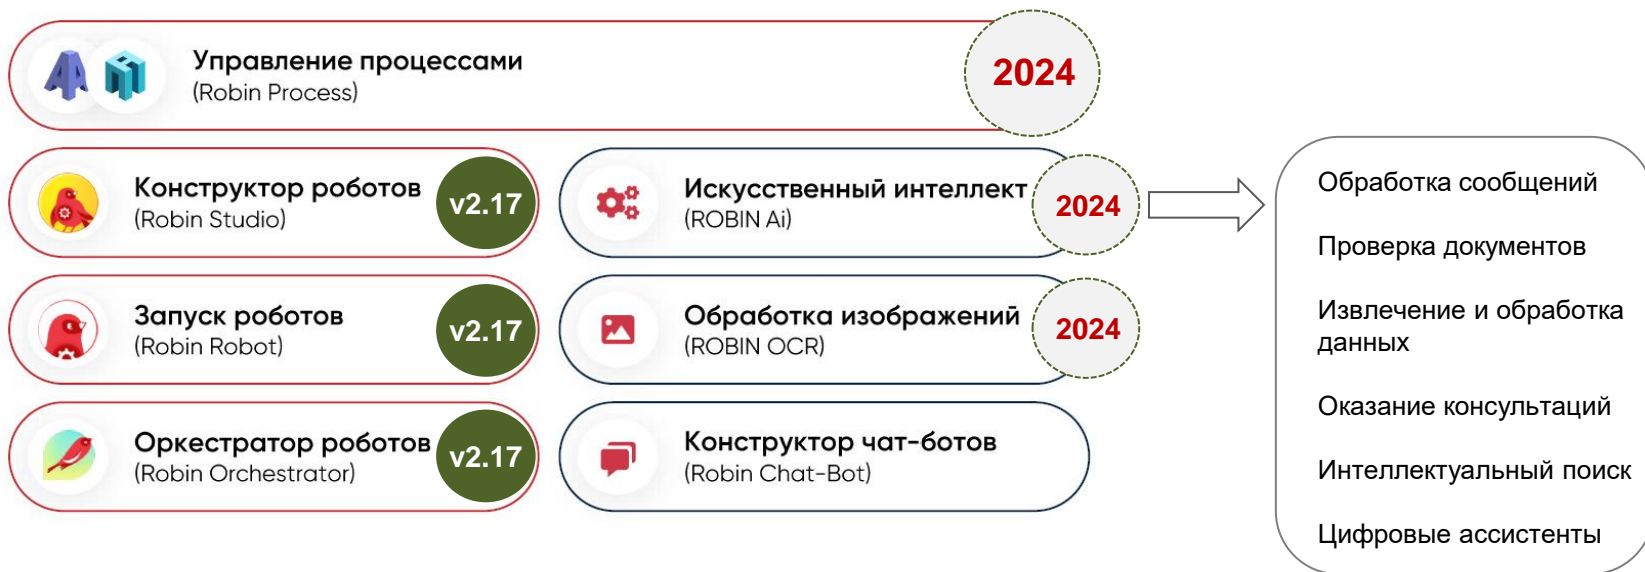 Управление процессами
(Robin Process)
2024
Конструктор роботов
(Robin Studio)
v2.17
Искусственный интеллект
(ROBIN Ai)
2024
Запуск роботов
(Robin Robot)
v2.17
Обработка изображений
(ROBIN OCR)
2024
Оркестратор роботов
(Robin Orchestrator)
v2.17
Конструктор чат-ботов
(Robin Chat-Bot)
Обработка сообщений
Проверка документов
Извлечение и обработка
данных
Оказание консультаций
Интеллектуальный поиск
Цифровые ассистенты